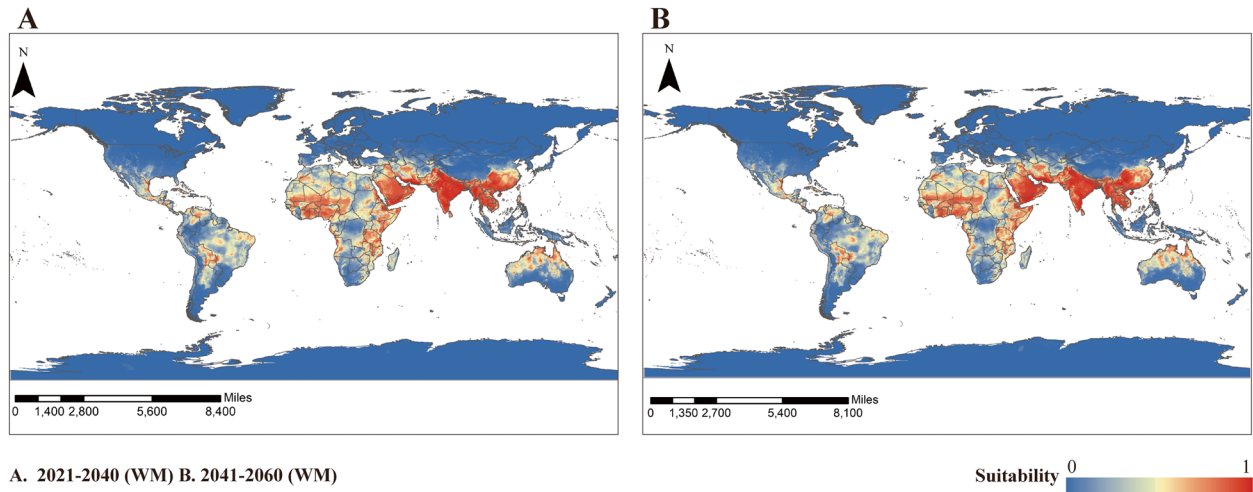 A
B
N
N
Miles
0 1,400 2,800 5,600 8,400
Miles
0 1,350 2,700 5,400 8,100
A. 2021-2040 (WM) B. 2041-2060 (WM)
Suitability 0 1